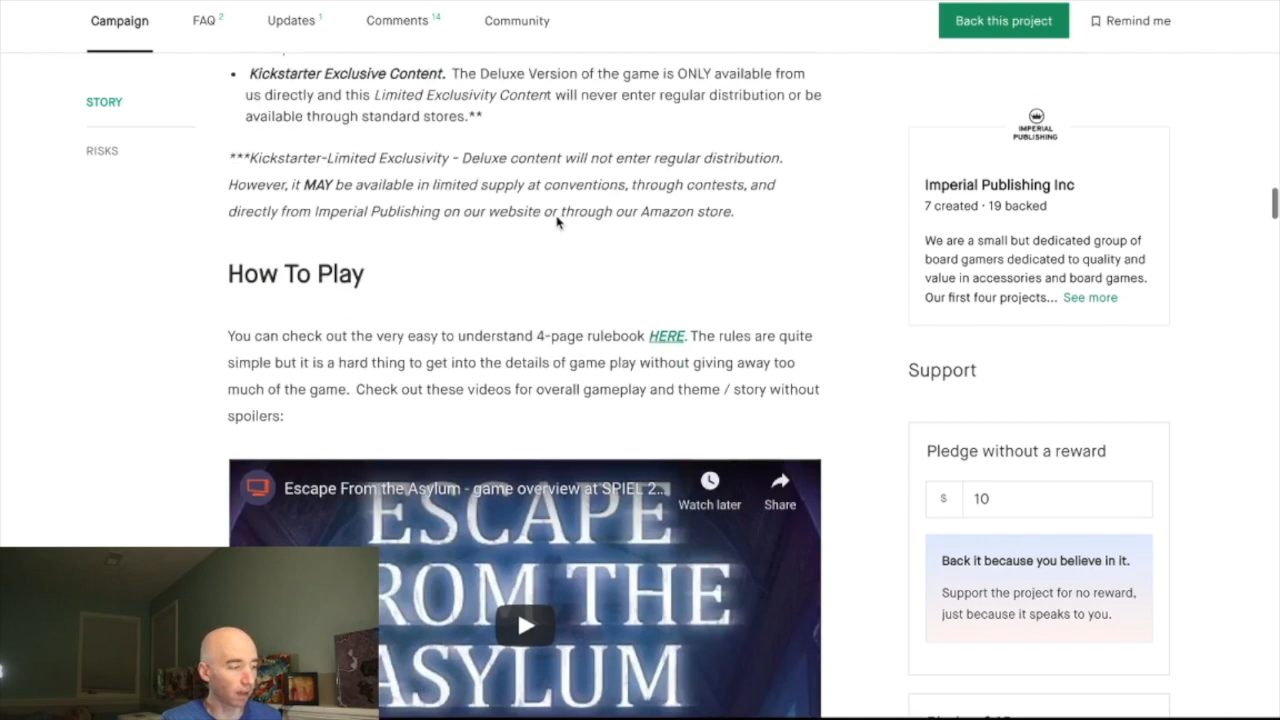 Campaign
FAQ 2
Updates 1
Comments 14
Community
Back this project
Remind me
STORY
RISKS
• Kickstarter Exclusive Content. The Deluxe Version of the game is ONLY available from
us directly and this Limited Exclusivity Content will never enter regular distribution or be
available through standard stores.**
***Kickstarter-Limited Exclusivity - Deluxe content will not enter regular distribution.
However, it MAY be available in limited supply at conventions, through contests, and
directly from Imperial Publishing on our website or through our Amazon store.
How To Play
You can check out the very easy to understand 4-page rulebook HERE. The rules are quite
simple but it is a hard thing to get into the details of game play without giving away too
much of the game. Check out these videos for overall gameplay and theme / story without
spoilers:
Escape From the Asylum - game overview at SPIEL 2...
Watch later
Share
ESCAPE
FROM THE
ASYLUM
IMPERIAL
PUBLISHING
Imperial Publishing Inc
7 created · 19 backed
We are a small but dedicated group of
board gamers dedicated to quality and
value in accessories and board games.
Our first four projects... See more
Support
Pledge without a reward
$ 10
Back it because you believe in it.
Support the project for no reward,
just because it speaks to you.